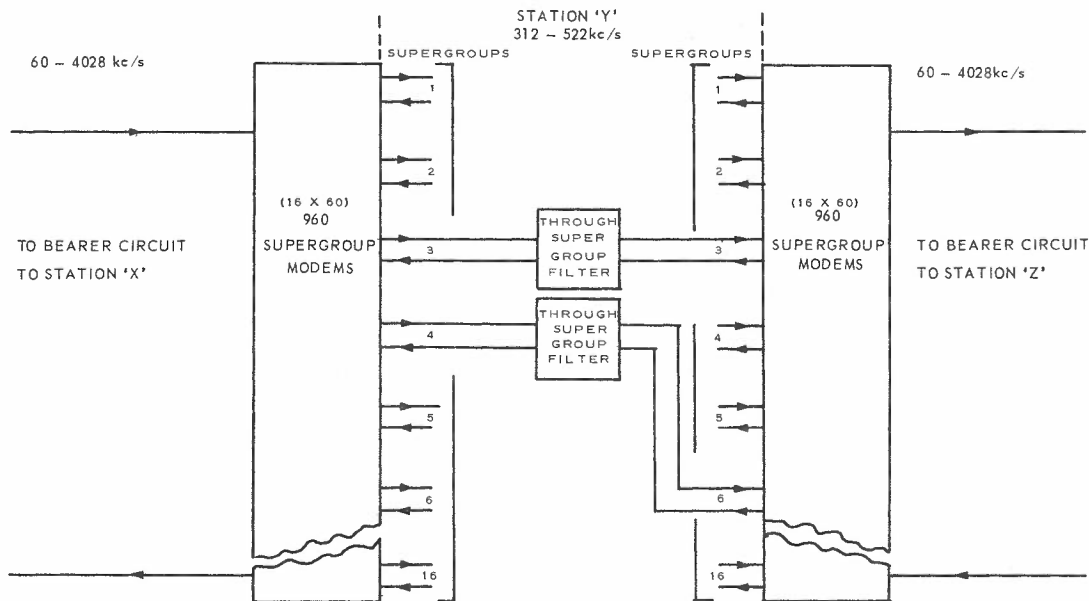 STATION 'Y'
312 – 522kc/s
SUPERGROUPS
SUPERGROUPS
60 – 4028 kc/s
60 – 4028kc/s
1
1
2
2
(16 X 60)
960
SUPERGROUP
MODEMS
(16 X 60)
960
SUPERGROUP
MODEMS
TO BEARER CIRCUIT
TO STATION 'X'
TO BEARER CIRCUIT
TO STATION 'Z'
THROUGH
SUPER
GROUP
FILTER
3
3
THROUGH
SUPER
GROUP
FILTER
4
4
5
5
6
6
16
16